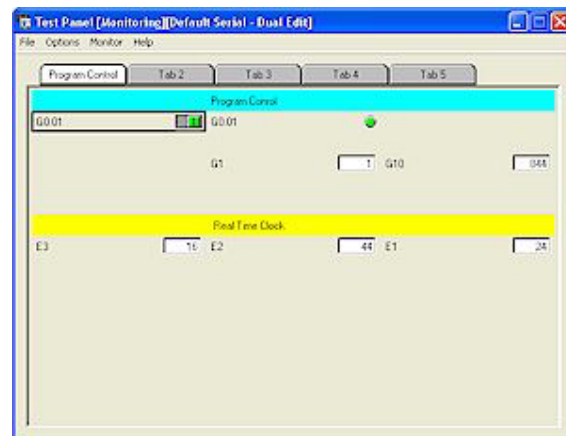 Test Panel [Monitoring][Default Serial - Dual Edit]
File Options Monitor Help
Program Control Tab 2 Tab 3 Tab 4 Tab 5
Program Control
G0.01 G0.01
G1 1 G10 844
Real Time Clock
E3 16 E2 44 E1 24